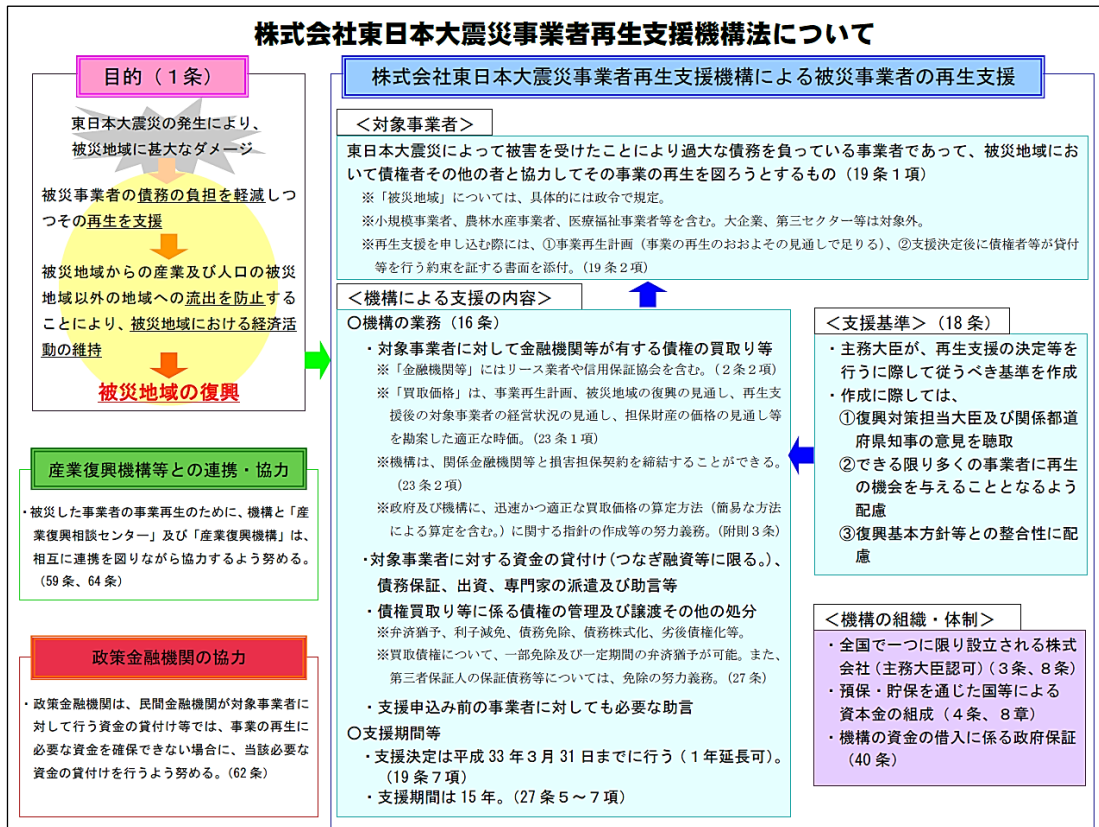 株式会社東日本大震災事業者再生支援機構法について
目的（１条）
東日本大震災の発生により、
被災地域に甚大なダメージ
被災事業者の債務の負担を軽減しつ
つその再生を支援
被災地域からの産業及び人口の被災
地域以外の地域への流出を防止する
ことにより、被災地域における経済活
動の維持
被災地域の復興
産業復興機構等との連携・協力
・被災した事業者の事業再生のために、機構と「産
業復興相談センター」及び「産業復興機構」は、
相互に連携を図りながら協力するよう努める。
（59条、64条）
政策金融機関の協力
・政策金融機関は、民間金融機関が対象事業者に
対して行う資金の貸付け等では、事業の再生に
必要な資金を確保できない場合に、当該必要な
資金の貸付けを行うよう努める。（62条）
株式会社東日本大震災事業者再生支援機構による被災事業者の再生支援
＜対象事業者＞
東日本大震災によって被害を受けたことにより過大な債務を負っている事業者であって、被災地域にお
いて債権者その他の者と協力してその事業の再生を図ろうとするもの（19条１項）
※「被災地域」については、具体的には政令で規定。
※小規模事業者、農林水産事業者、医療福祉事業者等を含む。大企業、第三セクター等は対象外。
※再生支援を申し込む際には、①事業再生計画（事業の再生のおおよその見通しで足りる）、②支援決定後に債権者等が貸付
等を行う約束を証する書面を添付。（19条２項）
＜機構による支援の内容＞
〇機構の業務（16条）
・対象事業者に対して金融機関等が有する債権の買取り等
※「金融機関等」にはリース業者や信用保証協会を含む。（２条２項）
※「買取価格」は、事業再生計画、被災地域の復興の見通し、再生支
援後の対象事業者の経営状況の見通し、担保財産の価格の見通し等
を勘案した適正な時価。（23条１項）
※機構は、関係金融機関等と損害担保契約を締結することができる。
（23条２項）
※政府及び機構に、迅速かつ適正な買取価格の算定方法（簡易な方法
による算定を含む。）に関する指針の作成等の努力義務。（附則３条）
・対象事業者に対する資金の貸付け（つなぎ融資等に限る。）、
債務保証、出資、専門家の派遣及び助言等
・債権買取り等に係る債権の管理及び譲渡その他の処分
※弁済猶予、利子減免、債務免除、債務株式化、劣後債権化等。
※買取債権について、一部免除及び一定期間の弁済猶予が可能。また、
第三者保証人の保証債務等については、免除の努力義務。（27条）
・支援申込み前の事業者に対しても必要な助言
〇支援期間等
・支援決定は平成33年３月31日までに行う（１年延長可）。
（19条７項）
・支援期間は15年。（27条５～７項）
＜支援基準＞（18条）
・主務大臣が、再生支援の決定等を
行うに際して従うべき基準を作成
・作成に際しては、
①復興対策担当大臣及び関係都道
府県知事の意見を聴取
②できる限り多くの事業者に再生
の機会を与えることとなるよう
配慮
③復興基本方針等との整合性に配
慮
＜機構の組織・体制＞
・全国で一つに限り設立される株式
会社（主務大臣認可）（３条、８条）
・預保・貯保を通じた国等による
資本金の組成（４条、８章）
・機構の資金の借入に係る政府保証
（40条）